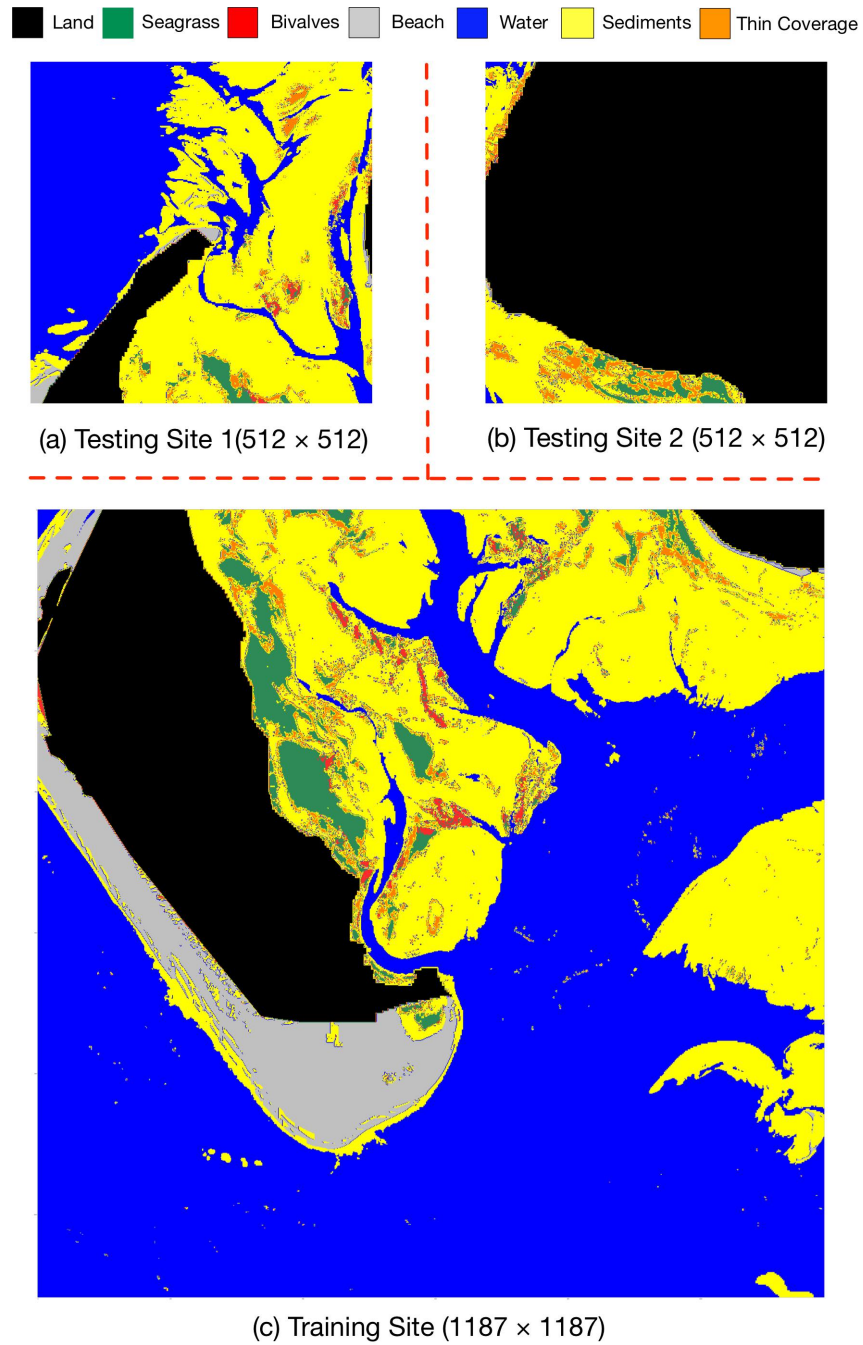 Land Seagrass Bivalves Beach Water Sediments Thin Coverage
(a) Testing Site 1(512 × 512)
(b) Testing Site 2 (512 × 512)
(c) Training Site (1187 × 1187)